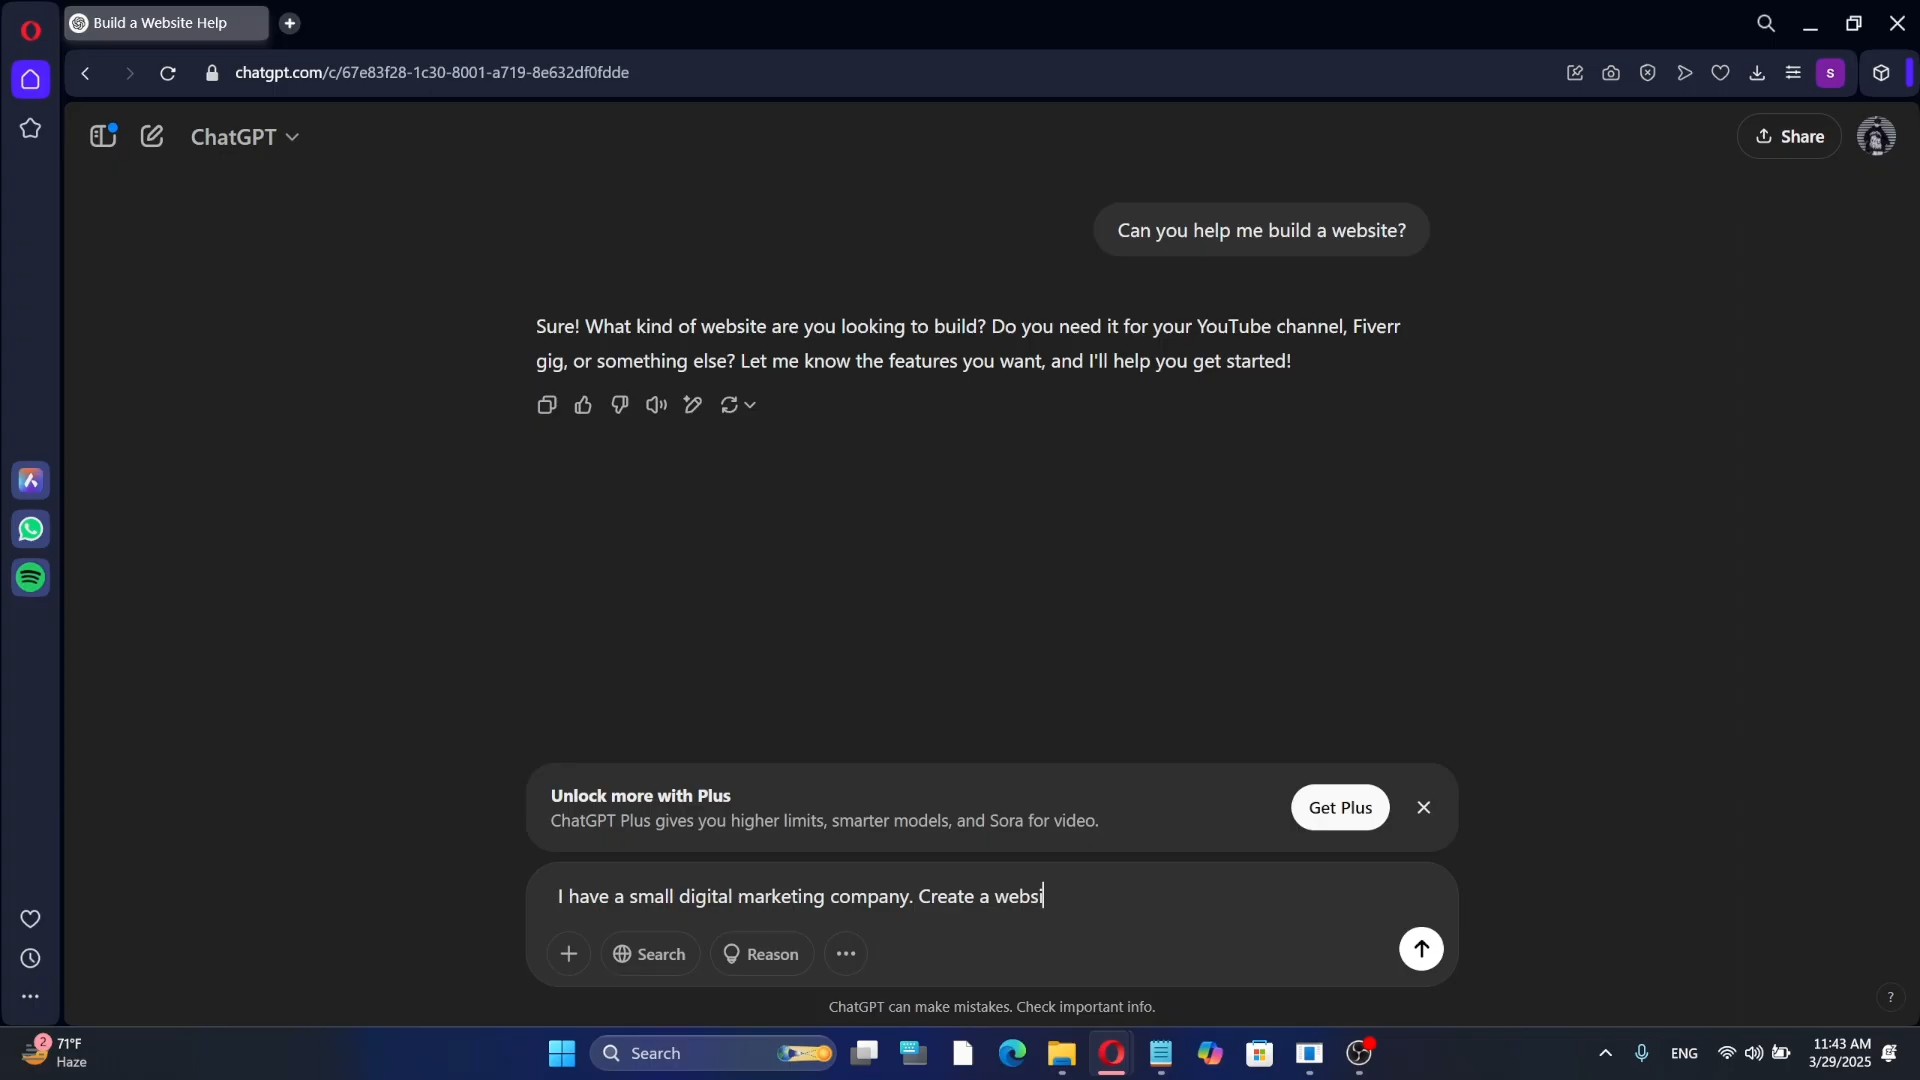 Build a Website Help
chatgpt.com/c/67e83f28-1c30-8001-a719-8e632df0fdde
S
ChatGPT
Share
Can you help me build a website?
Sure! What kind of website are you looking to build? Do you need it for your YouTube channel, Fiverr
gig, or something else? Let me know the features you want, and I'll help you get started!
Unlock more with Plus
ChatGPT Plus gives you higher limits, smarter models, and Sora for video.
Get Plus
I have a small digital marketing company. Create a websi
Search
Reason
ChatGPT can make mistakes. Check important info.
?
2
71°F
Haze
Search
ENG
11:43 AM
3/29/2025